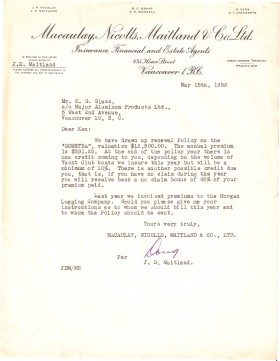 J. P. NICOLLS
J. D. MAITLAND
Macaulay, Nicolls, Maitland & Co. Ltd.
Insurance, Financial and Estate Agents
435 Howe Street
Vancouver 1 B.C.
J. D. Maitland
May 15th, 1952
Mr. K. G. Glass,
c/o Major Aluminum Products Ltd.,
5 West 2nd Avenue,
Vancouver 10, B. C.
Dear Ken:
We have drawn up renewal Policy on the
"GOMETRA", valuation $12,500.00. The annual premium
is $331.25. At the end of the policy year there is
one credit coming to you, depending on the volume of
Yacht Club boats we insure this year but will be a
minimum of 10%. There is another possible credit due
you that is, if you have no claim during the year
you will receive back a no claim bonus of 20% of your
premium paid.
Last year we invoiced premiums to the Morgan
Logging Company. Would you please give me your
instructions as to whom we should bill this year and
to whom the Policy should be sent.
Yours very truly,
MACAULAY, NICOLLS, MAITLAND & CO., LTD.
Doug.
Per
J. D. Maitland.